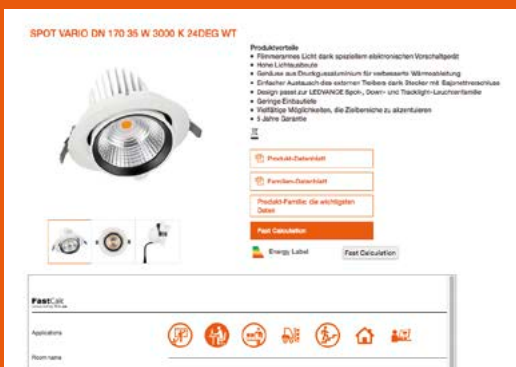 SPOT VARIO DN 170 35 W 3000 K 24DEG WT
Produktvorteile
Flimmerarmes Licht dank speziellem elektronischen Vorschaltgerät
Hohe Lichtausbeute
Gehäuse aus Druckgussaluminium für verbesserte Wärmeableitung
Einfacher Austausch des externen Treibers dank Stecker mit Bajonettverschluss
Design passt zur LEDVANCE Spot-, Down- und Tracklight-Leuchtenfamilie
Geringe Einbautiefe
Vielfältige Möglichkeiten, die Zielbereiche zu akzentuieren
5 Jahre Garantie
Produkt-Datenblatt
Familien-Datenblatt
Produkt-Familie: die wichtigsten
Daten
Fast Calculation
Energy Label
Fast Calculation
FastCalc
Applications
Room name